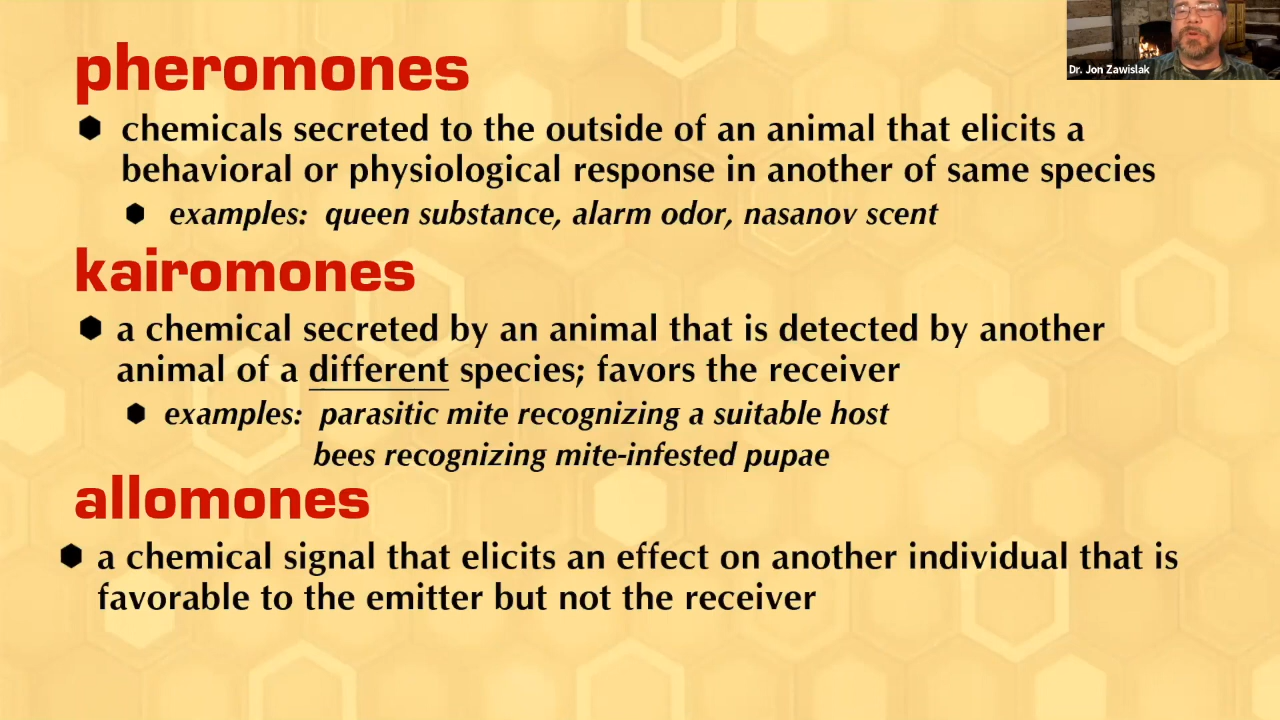 pheromones
chemicals secreted to the outside of an animal that elicits a
behavioral or physiological response in another of same species
examples: queen substance, alarm odor, nasanov scent
kairomones
a chemical secreted by an animal that is detected by another
animal of a different species; favors the receiver
examples: parasitic mite recognizing a suitable host
bees recognizing mite-infested pupae
allomones
a chemical signal that elicits an effect on another individual that is
favorable to the emitter but not the receiver
Dr. Jon Zawislak